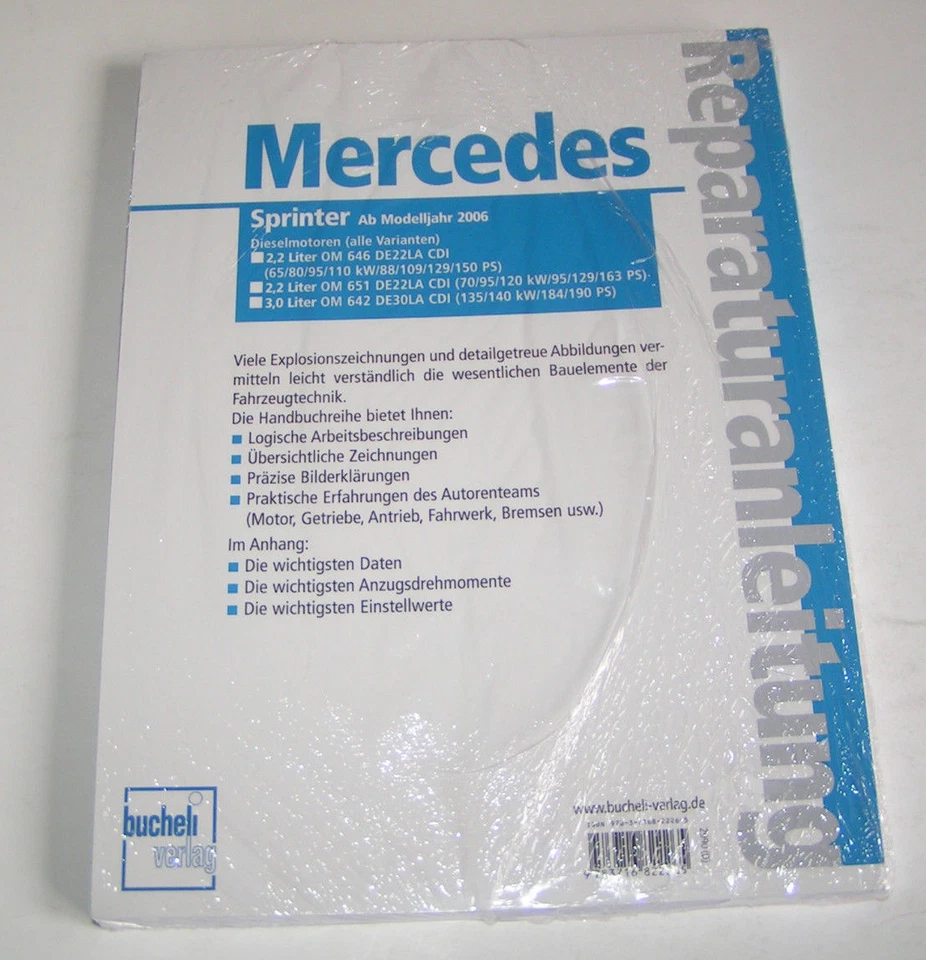 Mercedes
Sprinter Ab Modelljahr 2006
Dieselmotoren (alle Varianten)
2,2 Liter OM 646 DE22LA CDI
(65/80/95/110 kW/88/109/129/150 PS)
2,2 Liter OM 651 DE22LA CDI (70/95/120 kW/95/129/163 PS)
3,0 Liter OM 642 DE30LA CDI (135/140 kW/184/190 PS)
Viele Explosionszeichnungen und detailgetreue Abbildungen ver-
mitteln leicht verständlich die wesentlichen Bauelemente der
Fahrzeugtechnik.
Die Handbuchreihe bietet Ihnen:
Logische Arbeitsbeschreibungen
Übersichtliche Zeichnungen
Präzise Bilderklärungen
Praktische Erfahrungen des Autorenteams
(Motor, Getriebe, Antrieb, Fahrwerk, Bremsen usw.)
Im Anhang:
Die wichtigsten Daten
Die wichtigsten Anzugsdrehmomente
Die wichtigsten Einstellwerte
Reparaturanleitung
bucheli
verlag
www.bucheli-verlag.de
ISBN